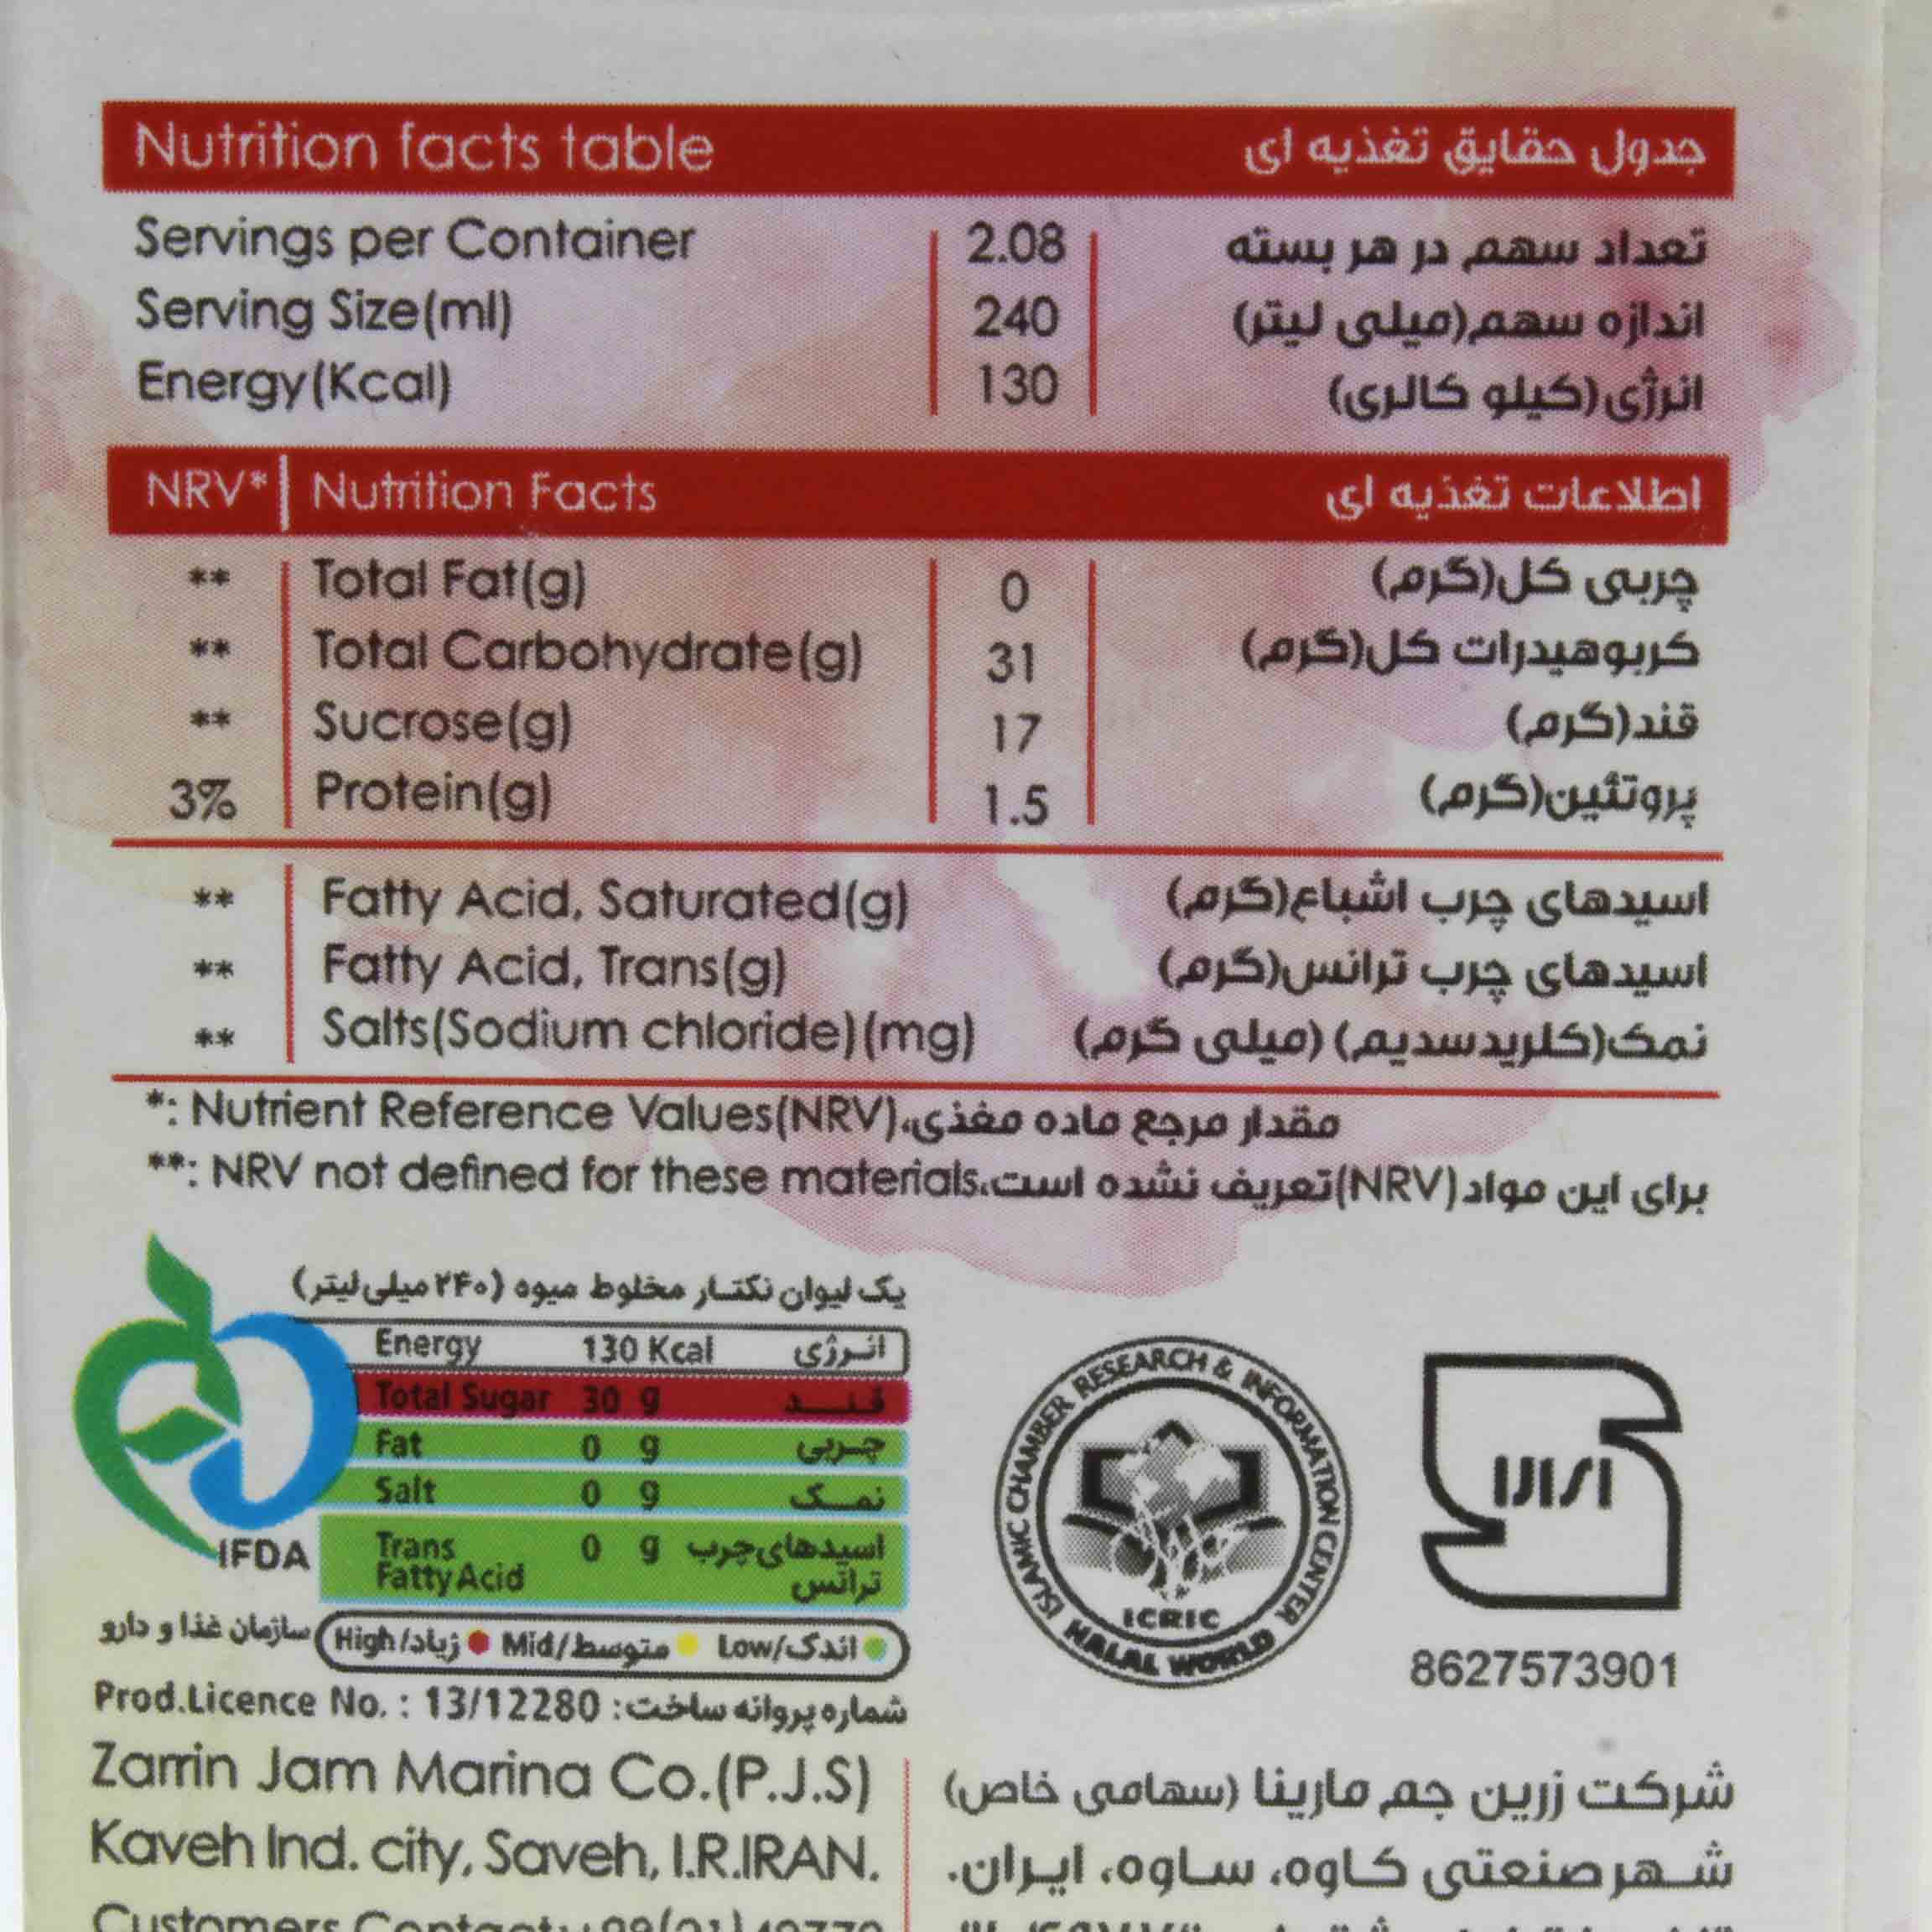 Nutrition facts table جدول حقایق تغذیه ای
Servings per Container 2.08 تعداد سهم در هر بسته
Serving Size(ml) 240 اندازه سهم(میلی لیتر)
Energy(Kcal) 130 انرژی(کیلو کالری)
NRV* Nutrition Facts اطلاعات تغذیه ای
** Total Fat(g) 0 چربی کل(گرم)
** Total Carbohydrate(g) 31 کربوهیدرات کل(گرم)
** Sucrose(g) 17 قند(گرم)
3% Protein(g) 1.5 پروتئین(گرم)
** Fatty Acid, Saturated(g) اسیدهای چرب اشباع(گرم)
** Fatty Acid, Trans(g) اسیدهای چرب ترانس(گرم)
** Salts(Sodium chloride)(mg) نمک(کلریدسدیم) (میلی گرم)
*: Nutrient Reference Values(NRV).مقدار مرجع ماده مغذی
**: NRV not defined for these materials.برای این مواد(NRV)تعریف نشده است
یک لیوان نکتار مخلوط میوه (۲۴۰ میلی لیتر)
Energy 130 Kcal انرژی
Total Sugar 30 g قند
Fat 0 g چربی
Salt 0 g نمک
Trans Fatty Acid 0 g اسیدهای چرب ترانس
IFDA
سازمان غذا و دارو
High/زیاد Mid/متوسط Low/اندک
Prod.Licence No. : 13/12280 :شماره پروانه ساخت
ISLAMIC CHAMBER RESEARCH & INFORMATION CENTER
ICRIC
HALAL WORLD
8627573901
Zarrin Jam Marina Co.(P.J.S)
Kaveh Ind. city, Saveh, I.R.IRAN.
Customers Contact:
شرکت زرین جم مارینا (سهامی خاص)
شهر صنعتی کاوه، ساوه، ایران.